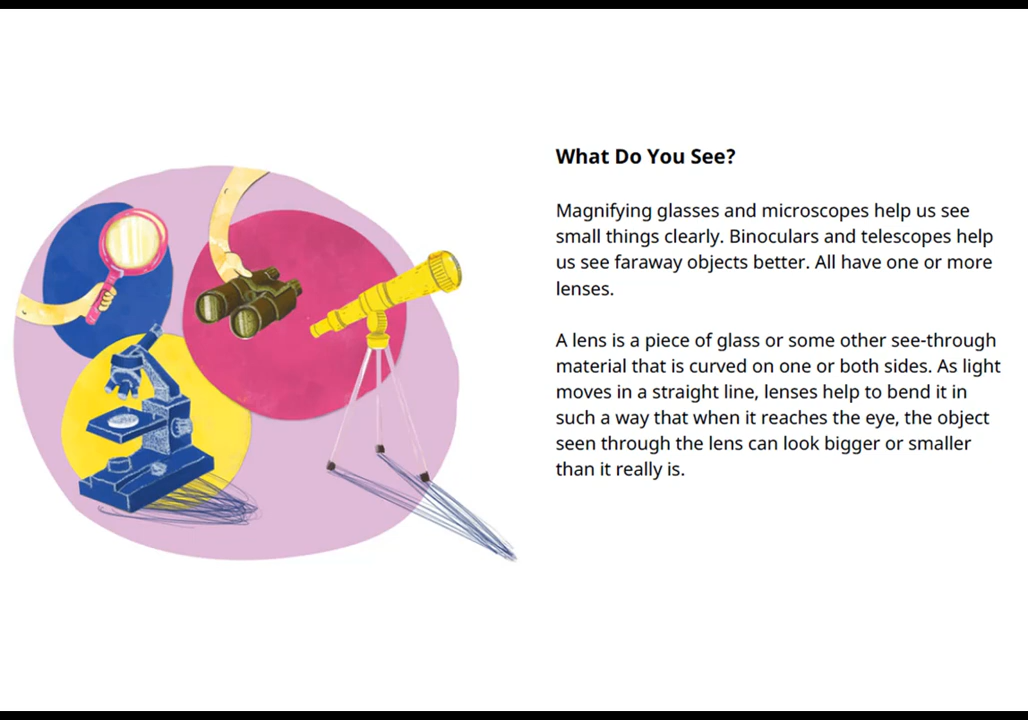 What Do You See?
Magnifying glasses and microscopes help us see
small things clearly. Binoculars and telescopes help
us see faraway objects better. All have one or more
lenses.
A lens is a piece of glass or some other see-through
material that is curved on one or both sides. As light
moves in a straight line, lenses help to bend it in
such a way that when it reaches the eye, the object
seen through the lens can look bigger or smaller
than it really is.